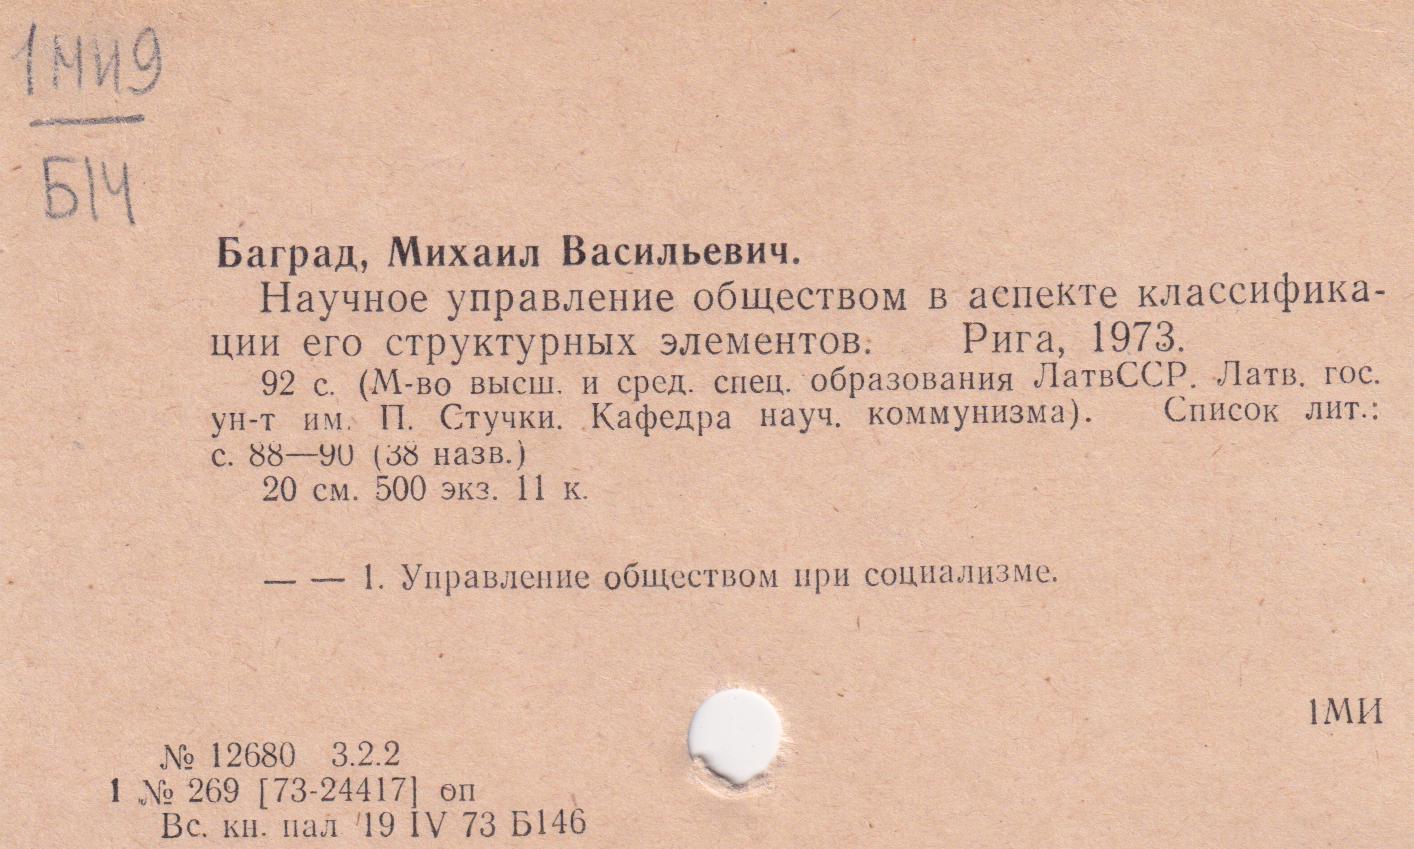 1МИ9
Б14
Баград, Михаил Васильевич.
Научное управление обществом в аспекте классифика-
ции его структурных элементов. Рига, 1973.
92 с. (М-во высш. и сред. спец. образования ЛатвССР. Латв. гос.
ун-т им. П. Стучки. Кафедра науч. коммунизма). Список лит.:
с. 88—90 (38 назв.)
20 см. 500 экз. 11 к.
— — 1. Управление обществом при социализме.
1МИ
№ 12680 3.2.2
1 № 269 [73-24417] оп
Вс. кн. пал 19 IV 73 Б146